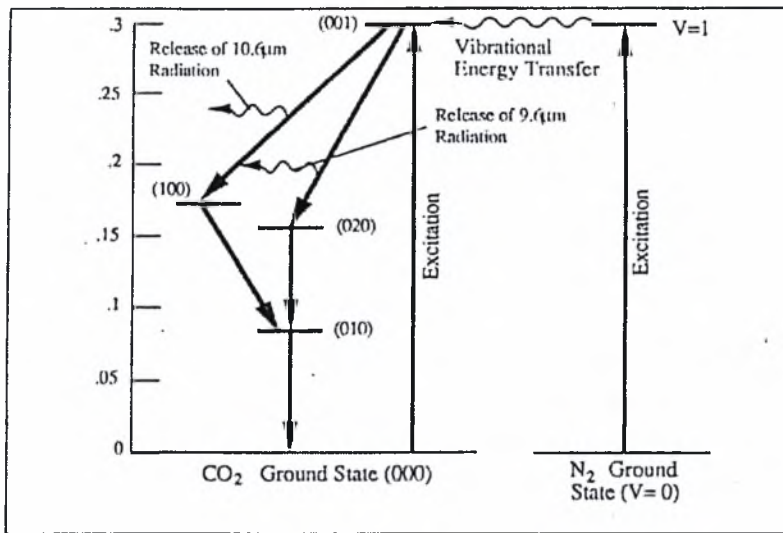 .3
.25
.2
.15
.1
.05
0
(001)
V=1
Release of 10.6µm
Radiation
Vibrational
Energy Transfer
Release of 9.6µm
Radiation
(100)
(020)
(010)
Excitation
Excitation
CO₂ Ground State (000)
N₂ Ground
State (V= 0)